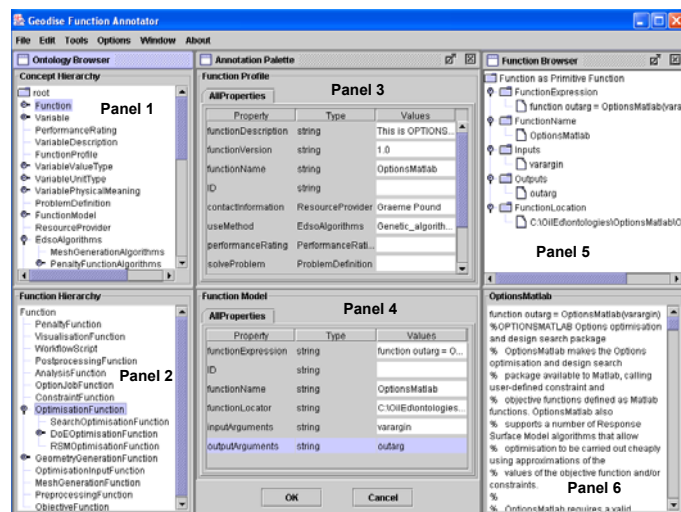 Geodise Function Annotator
File Edit Tools Options Window About
Ontology Browser
Concept Hierarchy
root
Function
Panel 1
Variable
PerformanceRating
VariableDescription
FunctionProfile
VariableValueType
VariableUnitType
VariablePhysicalMeaning
ProblemDefinition
FunctionModel
ResourceProvider
EdsoAlgorithms
MeshGenerationAlgorithms
PenaltyFunctionAlgorithms
Function Hierarchy
Function
PenaltyFunction
VisualisationFunction
WorkflowScript
PostprocessingFunction
AnalysisFunction
Panel 2
OptionJobFunction
ConstraintFunction
OptimisationFunction
SearchOptimisationFunction
DoEOptimisationFunction
RSMOptimisationFunction
GeometryGenerationFunction
OptimisationInputFunction
MeshGenerationFunction
PreprocessingFunction
ObjectiveFunction
Annotation Palette
Function Profile
Panel 3
AllProperties
Property Type Values
functionDescription string This is OPTIONS...
functionVersion string 1.0
functionName string OptionsMatlab
ID string
contactInformation ResourceProvider Graeme Pound
useMethod EdsoAlgorithms Genetic_algorith...
performanceRating PerformanceRati...
solveProblem ProblemDefinition
Function Model
Panel 4
AllProperties
Property Type Values
functionExpression string function outarg = O...
ID string
functionName string OptionsMatlab
functionLocator string C:\OilEd\ontologies...
inputArguments string varargin
outputArguments string outarg
OK Cancel
Function Browser
Function as Primitive Function
FunctionExpression
function outarg = OptionsMatlab(vara
FunctionName
OptionsMatlab
Inputs
varargin
Outputs
outarg
FunctionLocation
C:\OilEd\ontologies\OptionsMatlab\O
Panel 5
OptionsMatlab
function outarg = OptionsMatlab(varargin)
%OPTIONSMATLAB Options optimisation
and design search package
% OptionsMatlab makes the Options
optimisation and design search
% package available to Matlab, calling
user-defined constraint and
% objective functions defined as Matlab
functions. OptionsMatlab also
% supports a number of Response
Surface Model algorithms that allow
% optimisation to be carried out cheaply
using approximations of the
% values of the objective function and/or
constraints.
%
Panel 6
% OptionsMatlab requires a valid